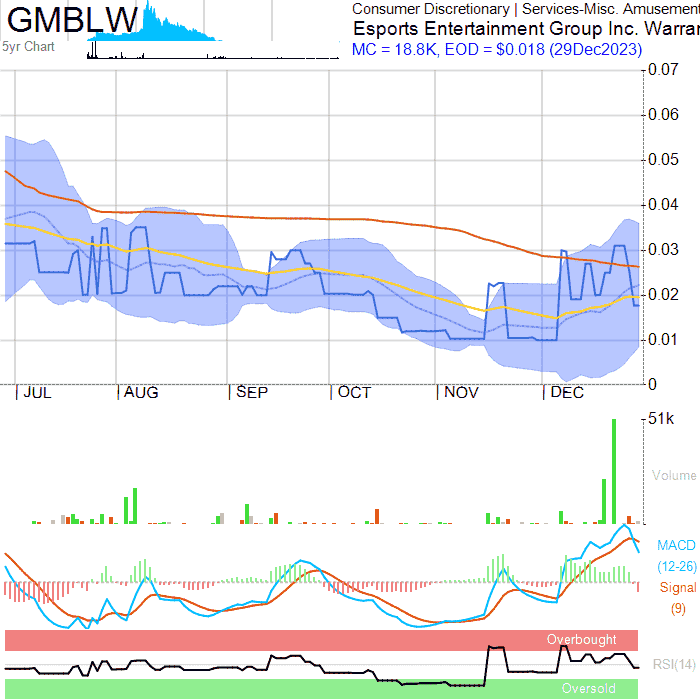 GMBLW
5yr Chart
Consumer Discretionary | Services-Misc. Amusement
Esports Entertainment Group Inc. Warran
MC = 18.8K, EOD = $0.018 (29Dec2023)
0.07
0.06
0.05
0.04
0.03
0.02
0.01
0
JUL AUG SEP OCT NOV DEC
51k
Volume
MACD
(12-26)
Signal
(9)
Overbought
RSI(14)
Oversold